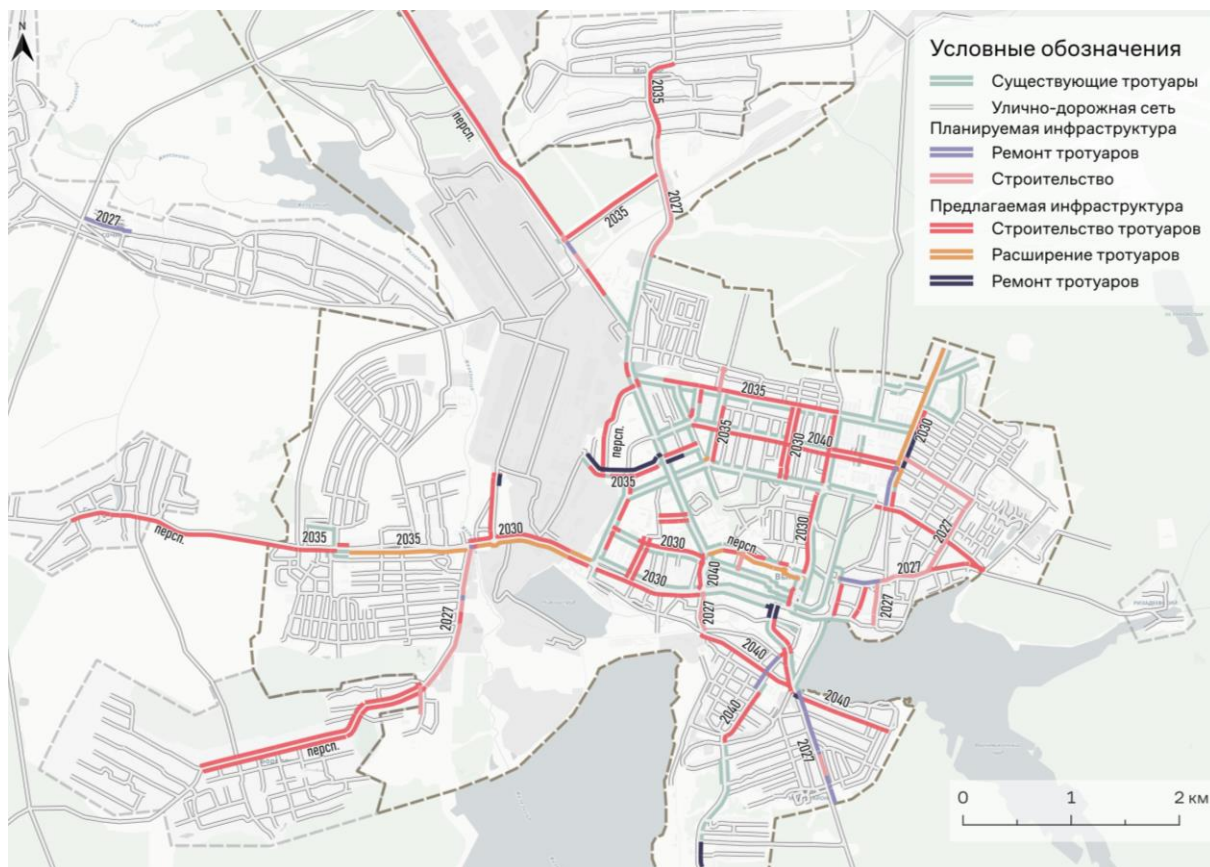 N
Условные обозначения
Существующие тротуары
Улично-дорожная сеть
Планируемая инфраструктура
Ремонт тротуаров
Строительство
Предлагаемая инфраструктура
Строительство тротуаров
Расширение тротуаров
Ремонт тротуаров
2035
персп.
2027
2035
2027
2035
2030
персп.
2035
2030
2040
2035
2030
2027
персп.
2035
2035
2030
2030
персп.
2030
2040
2027
2027
2027
2027
2040
2040
2040
2027
персп.
0
1
2 км